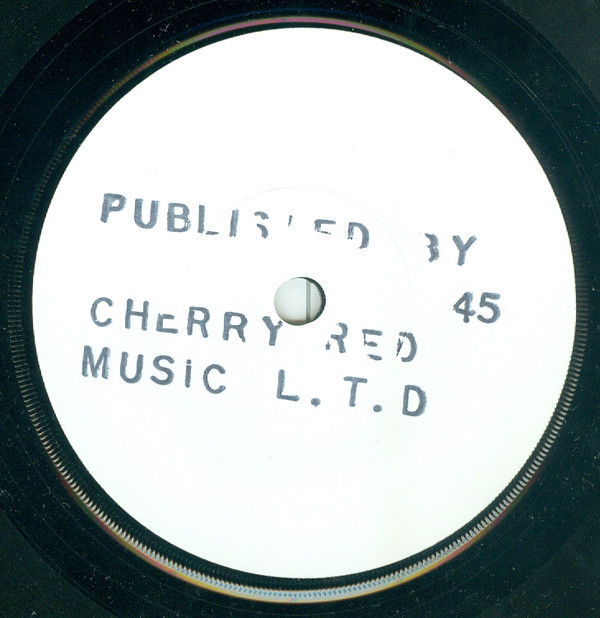 PUBLISHED BY
45
CHERRY RED
MUSiC L.T.D